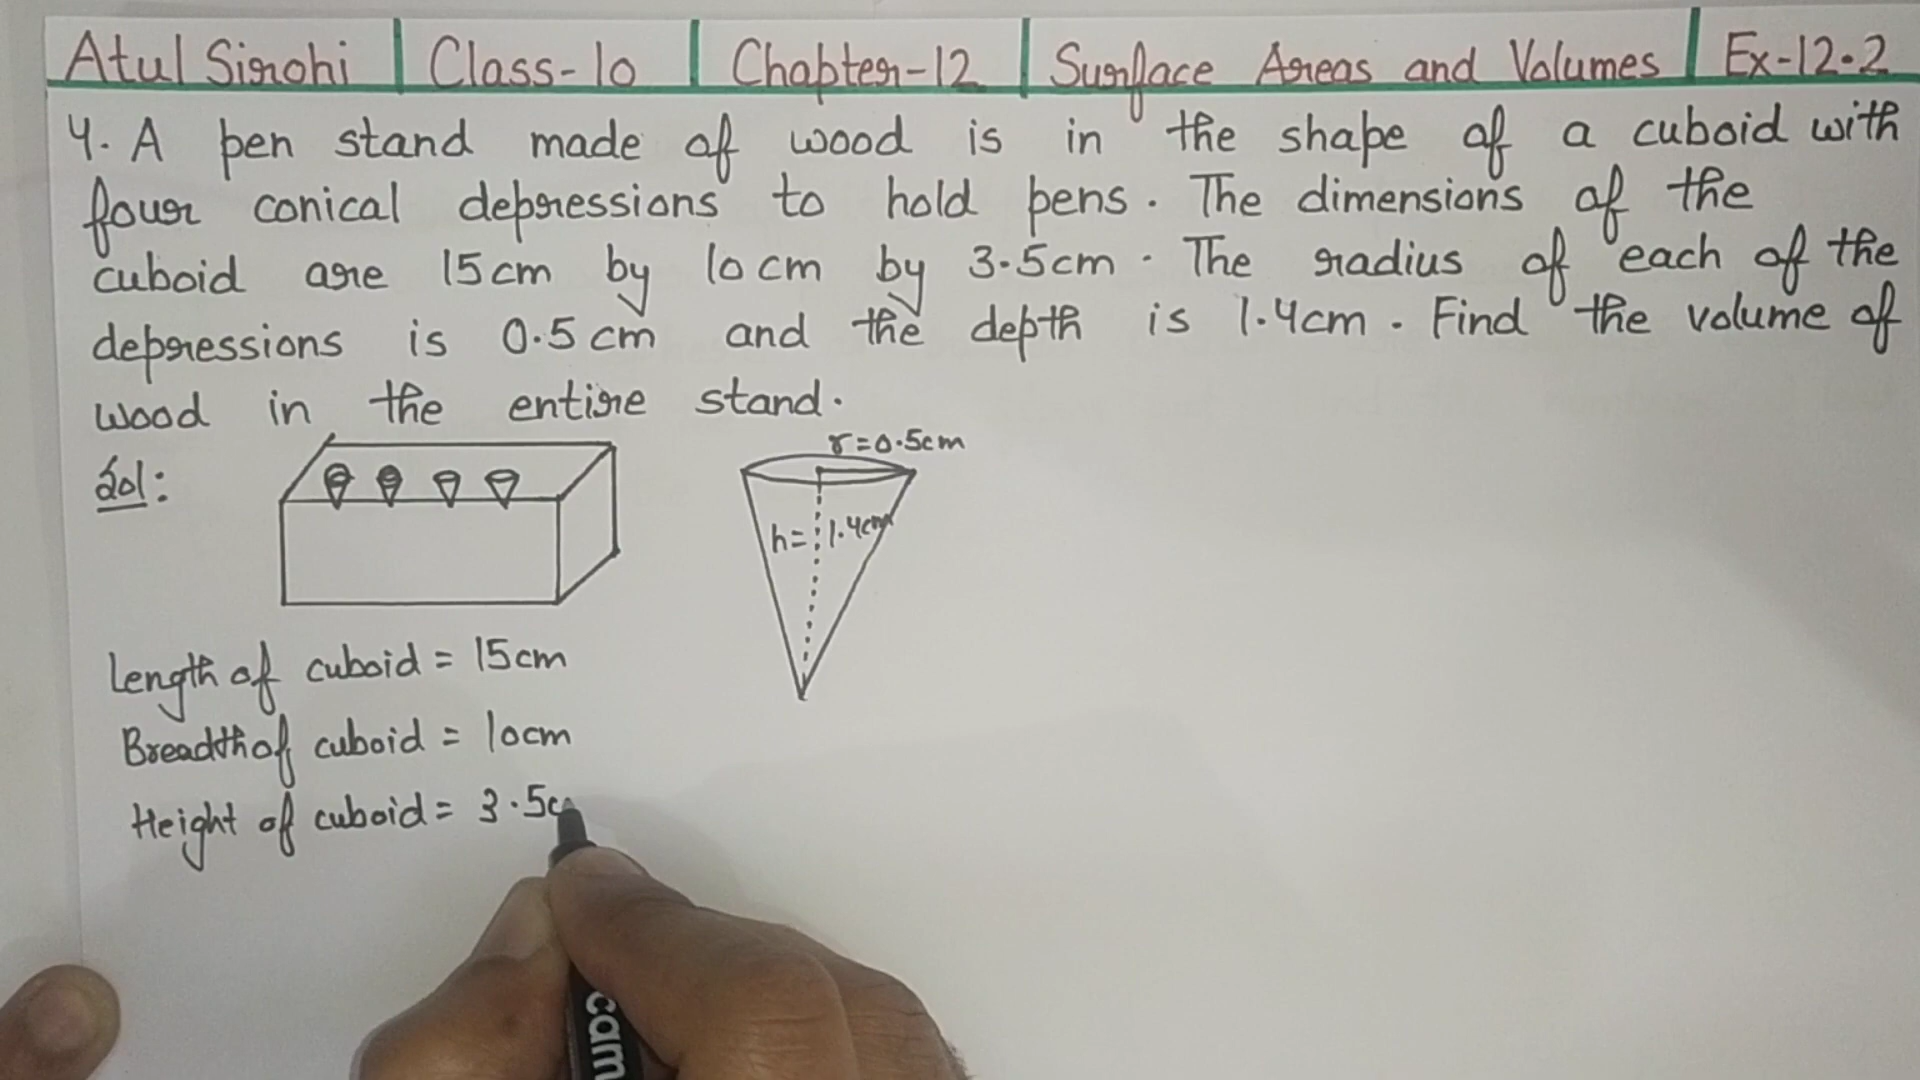 Atul Sirohi | Class-10 | Chapter-12 | Surface Areas and Volumes | Ex-12.2
4. A pen stand made of wood is in the shape of a cuboid with
four conical depressions to hold pens. The dimensions of the
cuboid are 15cm by 10cm by 3.5cm. The radius of each of the
depressions is 0.5cm and the depth is 1.4cm. Find the volume of
wood in the entire stand.
Sol:
r=0.5cm
h=1.4cm
Length of cuboid = 15cm
Breadth of cuboid = 10cm
Height of cuboid = 3.5c
cam